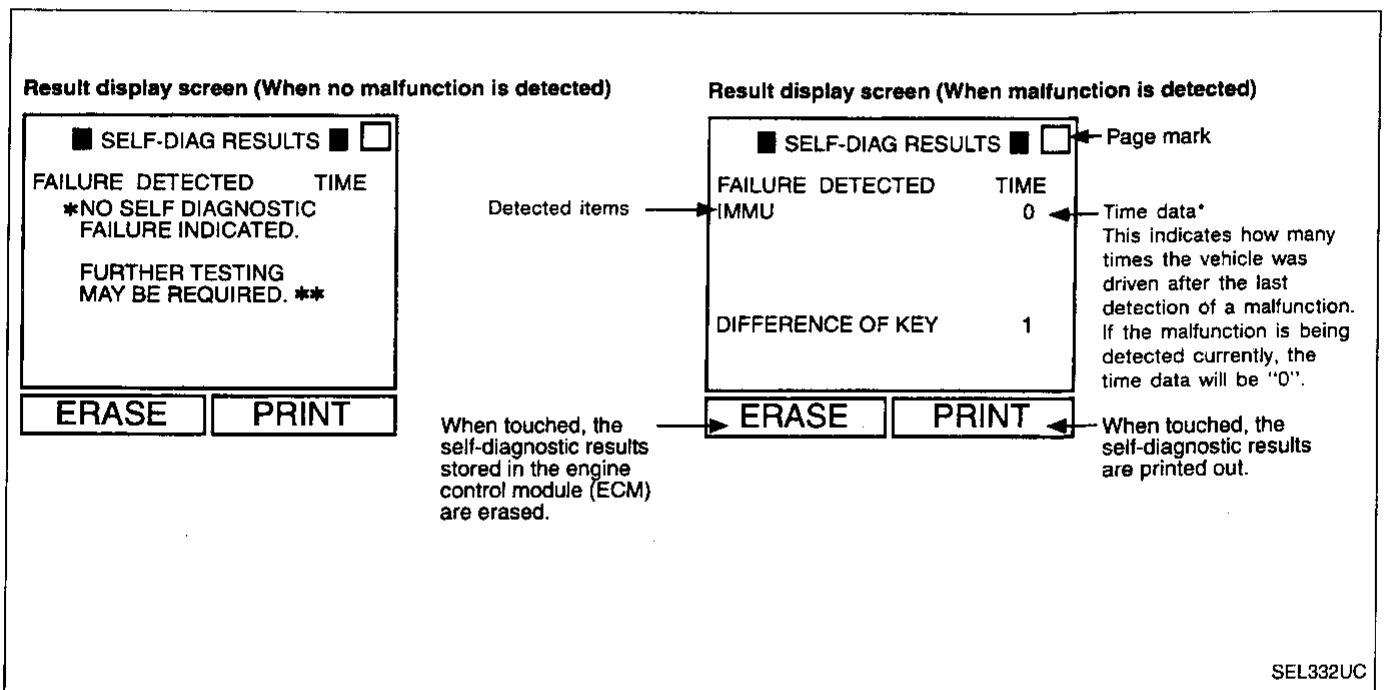 Result display screen (When no malfunction is detected)
■ SELF-DIAG RESULTS ■
FAILURE DETECTED TIME
*NO SELF DIAGNOSTIC
FAILURE INDICATED.
FURTHER TESTING
MAY BE REQUIRED. **
ERASE PRINT
Result display screen (When malfunction is detected)
■ SELF-DIAG RESULTS ■
Page mark
FAILURE DETECTED TIME
Detected items
IMMU 0
Time data*
This indicates how many
times the vehicle was
driven after the last
detection of a malfunction.
If the malfunction is being
detected currently, the
time data will be "0".
DIFFERENCE OF KEY 1
ERASE PRINT
When touched, the
self-diagnostic results
stored in the engine
control module (ECM)
are erased.
When touched, the
self-diagnostic results
are printed out.
SEL332UC